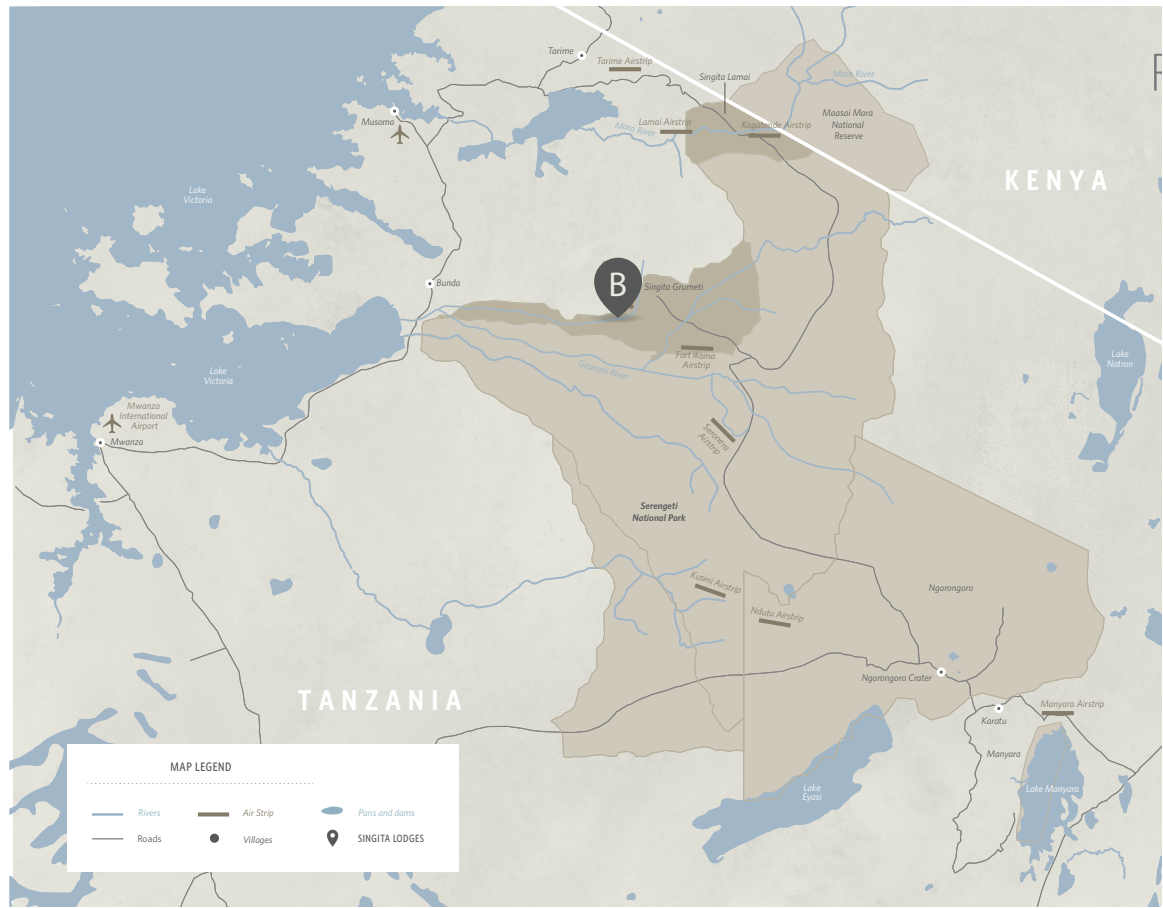 Tarime
Tarime Airstrip
Singita Lamai
Mara River
Musoma
Mara River
Lamai Airstrip
Kogatende Airstrip
Maasai Mara
National
Reserve
KENYA
Lake
Victoria
Bunda
B
Singita Grumeti
Lake
Victoria
Grumeti River
Fort Ikoma
Airstrip
Lake
Natron
Mwanza
International
Airport
Mwanza
Seronera
Airstrip
Serengeti
National Park
Kusini Airstrip
Ndutu Airstrip
Ngorongoro
TANZANIA
Ngorongoro Crater
Karatu
Manyara Airstrip
Manyara
Lake
Eyasi
Lake Manyara
MAP LEGEND
Rivers
Air Strip
Pans and dams
Roads
Villages
SINGITA LODGES